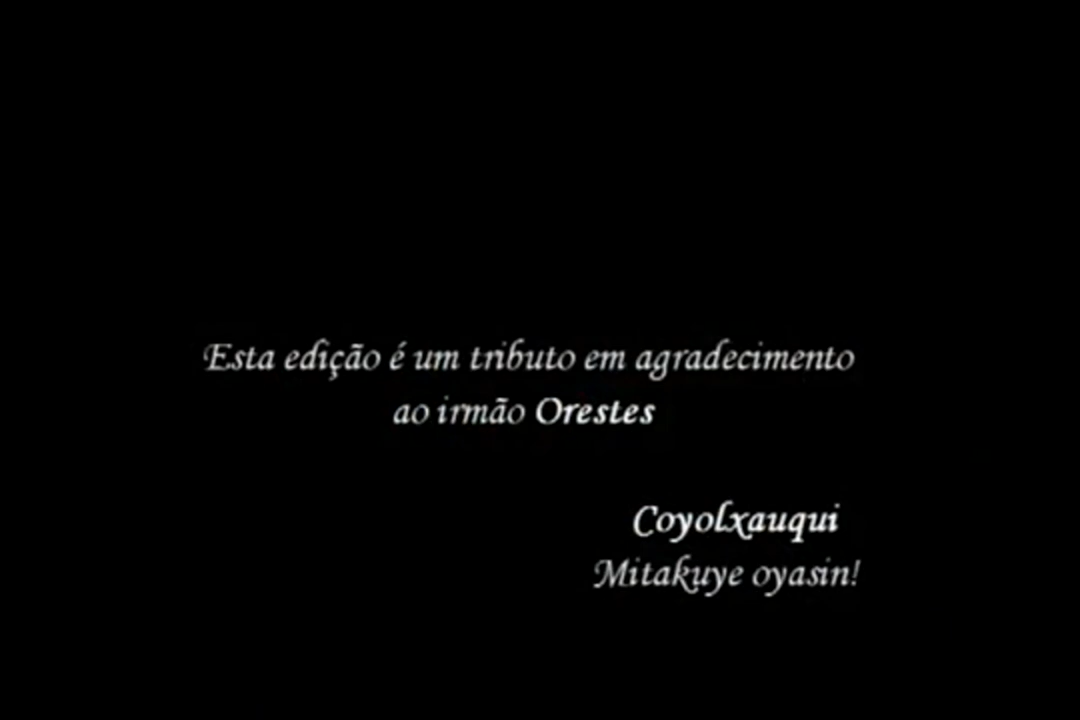 Esta edição é um tributo em agradecimento
ao irmão Orestes
Coyolxauqui
Mitakuye oyasin!